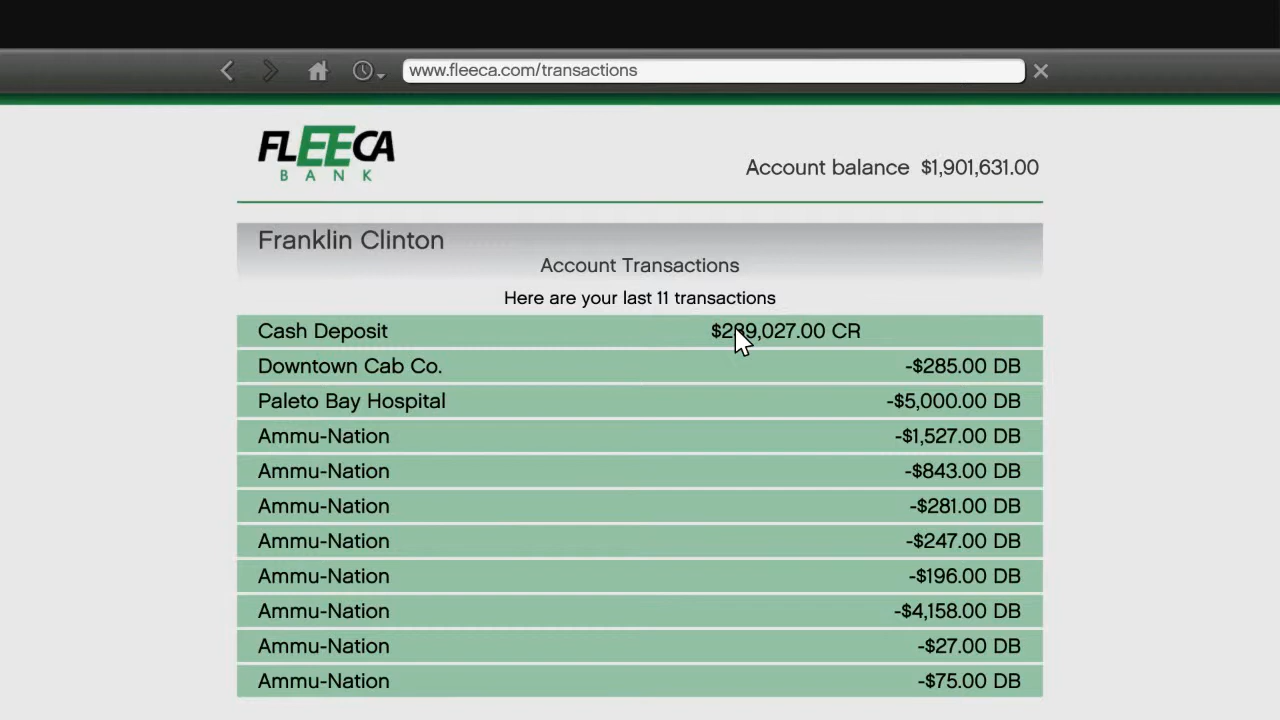 www.fleeca.com/transactions
FLEECA
BANK
Account balance $1,901,631.00
Franklin Clinton
Account Transactions
Here are your last 11 transactions
Cash Deposit $289,027.00 CR
Downtown Cab Co. -$285.00 DB
Paleto Bay Hospital -$5,000.00 DB
Ammu-Nation -$1,527.00 DB
Ammu-Nation -$843.00 DB
Ammu-Nation -$281.00 DB
Ammu-Nation -$247.00 DB
Ammu-Nation -$196.00 DB
Ammu-Nation -$4,158.00 DB
Ammu-Nation -$27.00 DB
Ammu-Nation -$75.00 DB